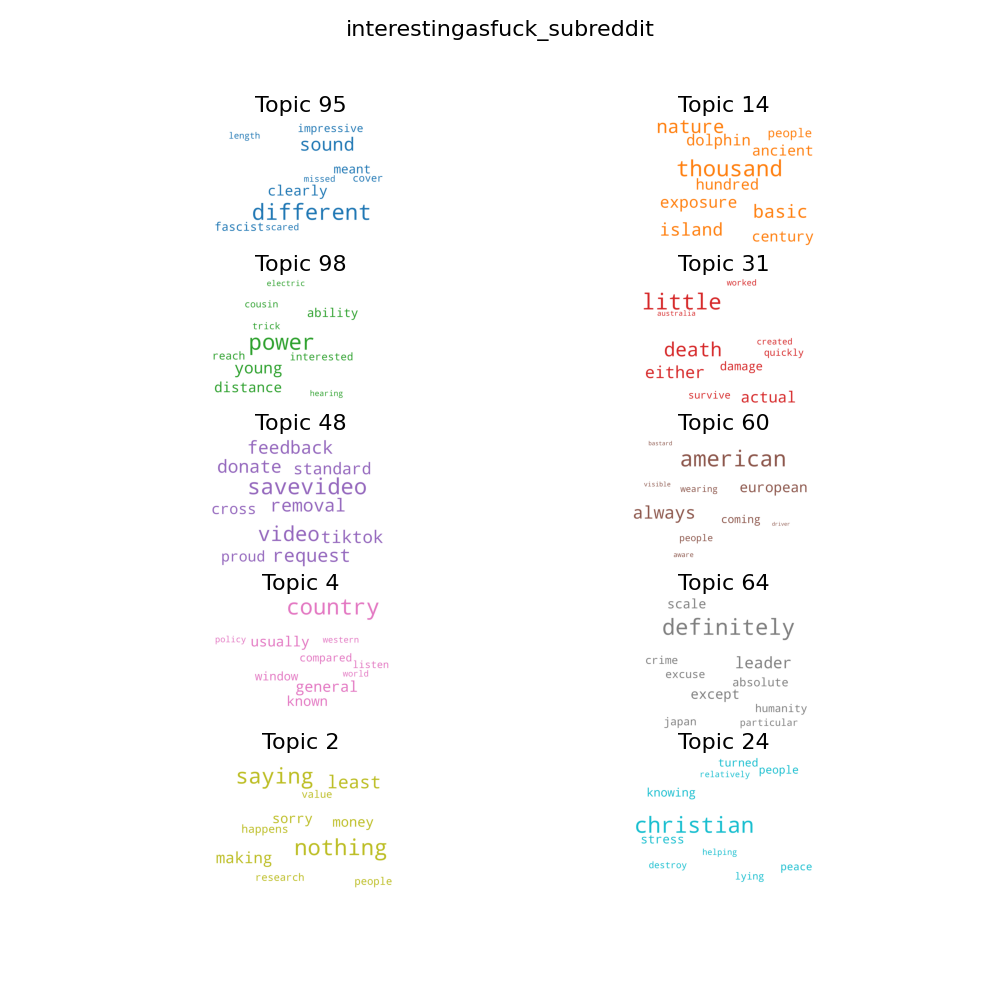 interestingasfuck_subreddit
Topic 95
impressive
length
sound
meant
missed cover
clearly
different
fascist scared
Topic 14
nature people
dolphin
ancient
thousand
hundred
exposure
basic
island
century
Topic 98
electric
cousin
ability
trick
power
reach interested
young
distance
hearing
Topic 31
worked
little
australia
created
death
quickly
either damage
survive actual
Topic 48
feedback
donate standard
savevideo
cross removal
video tiktok
proud request
Topic 60
bastard
american
visible wearing european
always
coming
driver
people
aware
Topic 4
country
policy usually western
compared
listen
window world
general
known
Topic 64
scale
definitely
crime leader
excuse
absolute
except
humanity
japan particular
Topic 2
saying least
value
sorry money
happens
nothing
making
research people
Topic 24
turned
relatively people
knowing
christian
stress
helping
destroy peace
lying